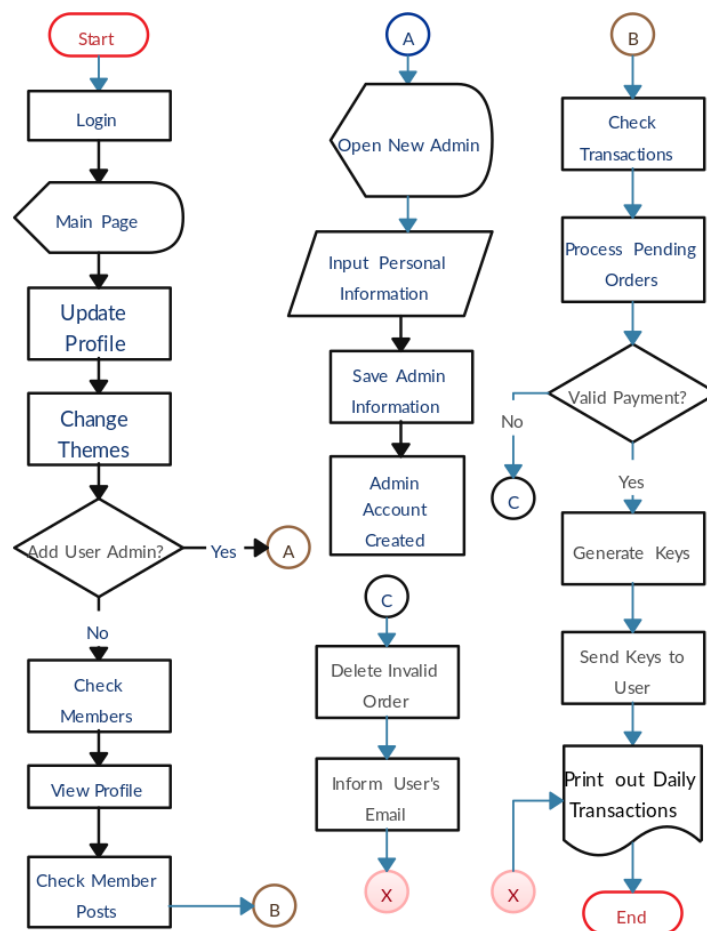 Start
Login
Main Page
Update
Profile
Change
Themes
Add User Admin?
Yes
A
No
Check
Members
View Profile
Check Member
Posts
B
A
Open New Admin
Input Personal
Information
Save Admin
Information
Admin
Account
Created
C
Delete Invalid
Order
Inform User's
Email
X
B
Check
Transactions
Process Pending
Orders
Valid Payment?
No
C
Yes
Generate Keys
Send Keys to
User
Print out Daily
Transactions
X
End